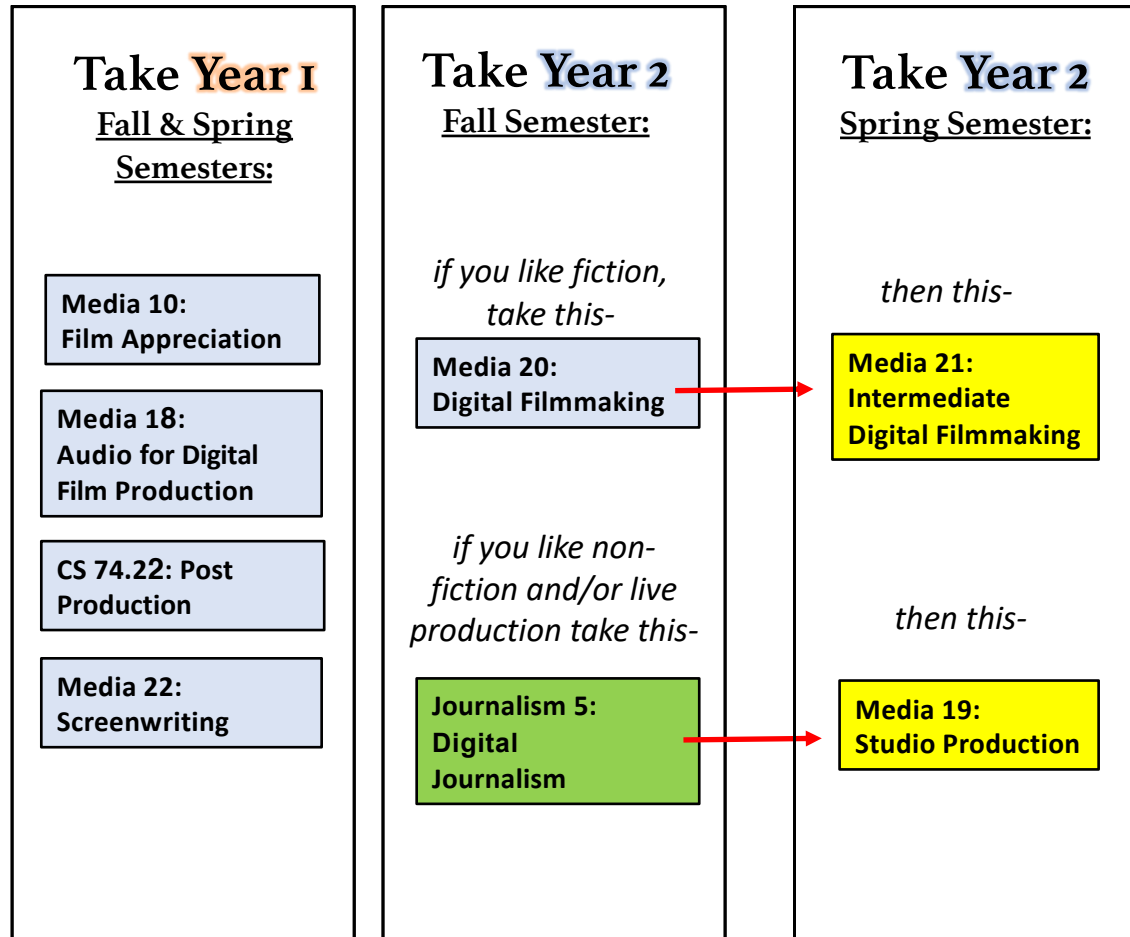 Take Year 1
Fall & Spring
Semesters:
Media 10:
Film Appreciation
Media 18:
Audio for Digital
Film Production
CS 74.22: Post
Production
Media 22:
Screenwriting
Take Year 2
Fall Semester:
if you like fiction,
take this-
Media 20:
Digital Filmmaking
if you like non-
fiction and/or live
production take this-
Journalism 5:
Digital
Journalism
Take Year 2
Spring Semester:
then this-
Media 21:
Intermediate
Digital Filmmaking
then this-
Media 19:
Studio Production